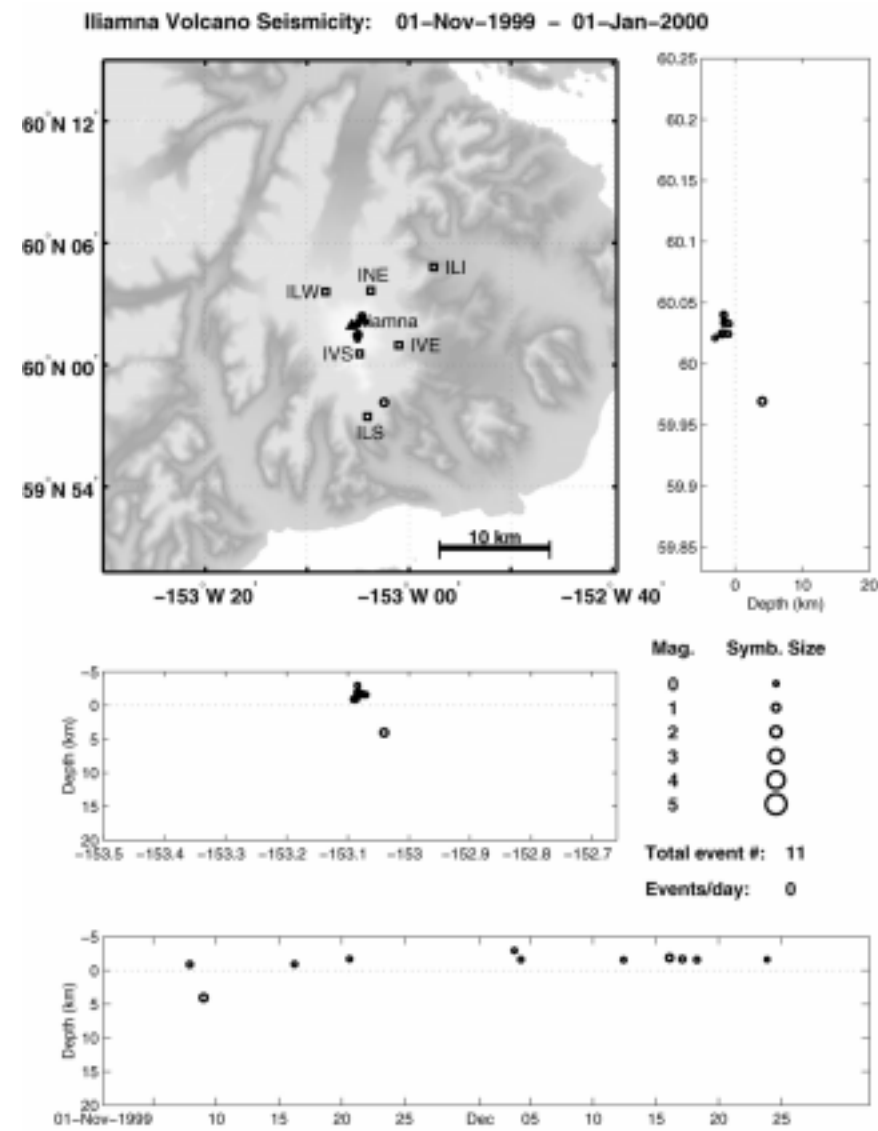 Iliamna Volcano Seismicity: 01-Nov-1999 - 01-Jan-2000
60°N 12'
60°N 06'
60°N 00'
59°N 54'
-153°W 20'
-153°W 00'
-152°W 40'
ILI
INE
ILW
Iliamna
IVS
IVE
ILS
10 km
60.25
60.2
60.15
60.1
60.05
60
59.95
59.9
59.85
0 10 20
Depth (km)
-5
0
5
10
15
20
Depth (km)
-153.5 -153.4 -153.3 -153.2 -153.1 -153 -152.9 -152.8 -152.7
Mag. Symb. Size
0
1
2
3
4
5
Total event #: 11
Events/day: 0
-5
0
5
10
15
20
Depth (km)
01-Nov-1999 10 15 20 25 Dec 05 10 15 20 25